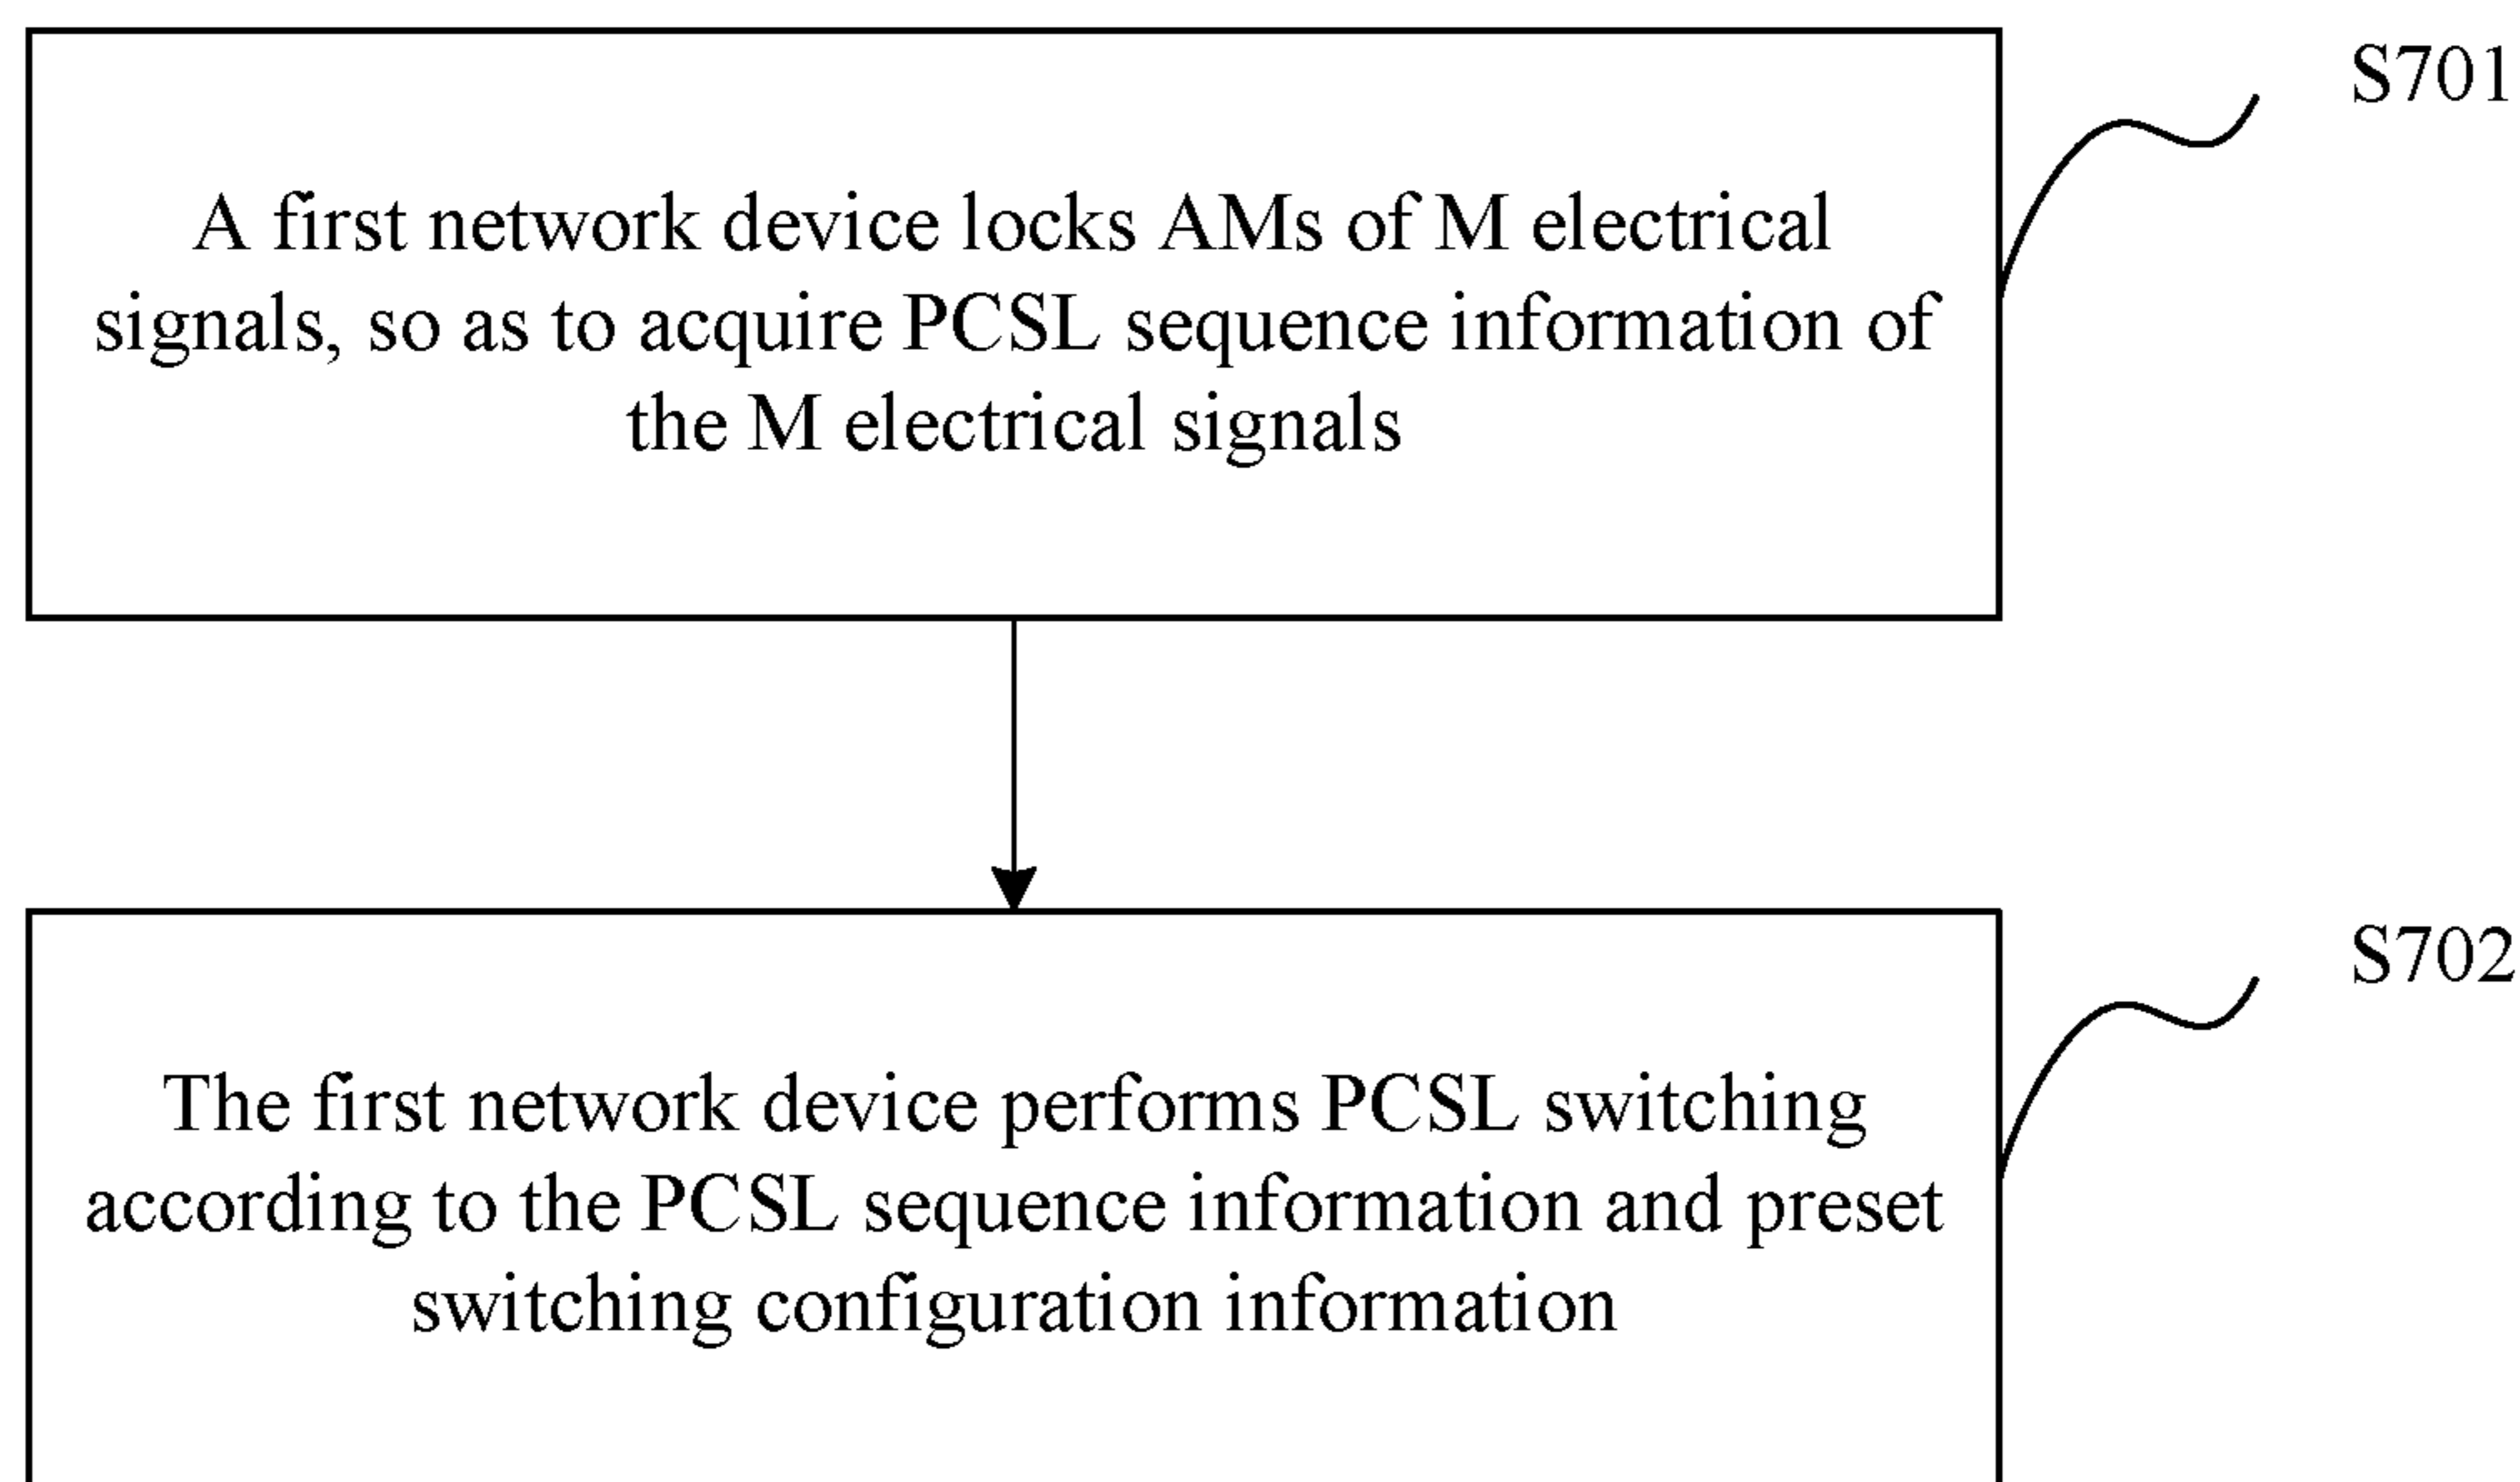 S701
A first network device locks AMs of M electrical
signals, so as to acquire PCSL sequence information of
the M electrical signals
S702
The first network device performs PCSL switching
according to the PCSL sequence information and preset
switching configuration information